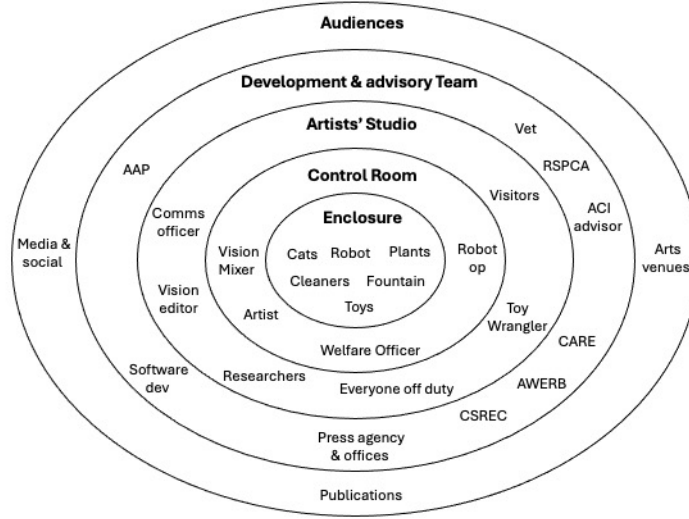 Audiences
Development & advisory Team
Artists' Studio
Vet
AAP
RSPCA
Control Room
Visitors
Comms
officer
ACI
advisor
Enclosure
Media &
social
Vision
Mixer
Cats Robot Plants
Robot
op
Arts
venues
Cleaners Fountain
Vision
editor
Toys
Artist
Toy
Wrangler
Welfare Officer
CARE
Software
dev
Researchers
Everyone off duty
AWERB
CSREC
Press agency
& offices
Publications